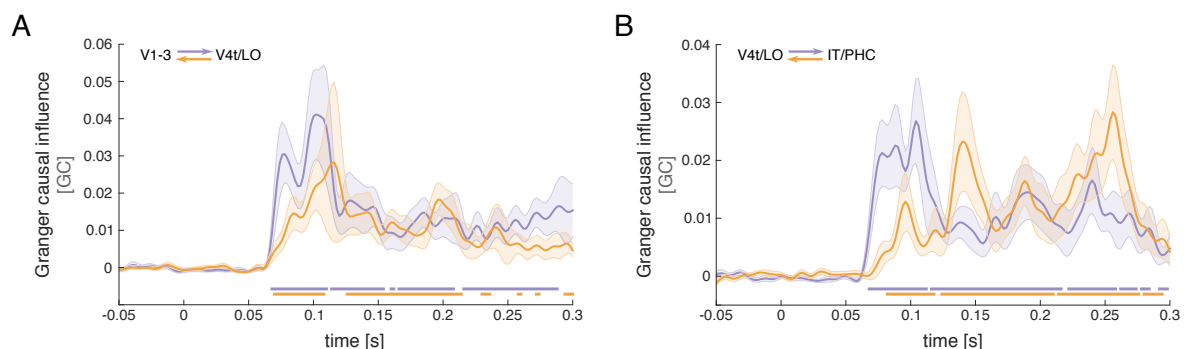 A
V1-3 V4t/LO
Granger causal influence
[GC]
0.06
0.05
0.04
0.03
0.02
0.01
0
-0.05 0 0.05 0.1 0.15 0.2 0.25 0.3
time [s]
B
V4t/LO IT/PHC
Granger causal influence
[GC]
0.04
0.03
0.02
0.01
0
-0.05 0 0.05 0.1 0.15 0.2 0.25 0.3
time [s]